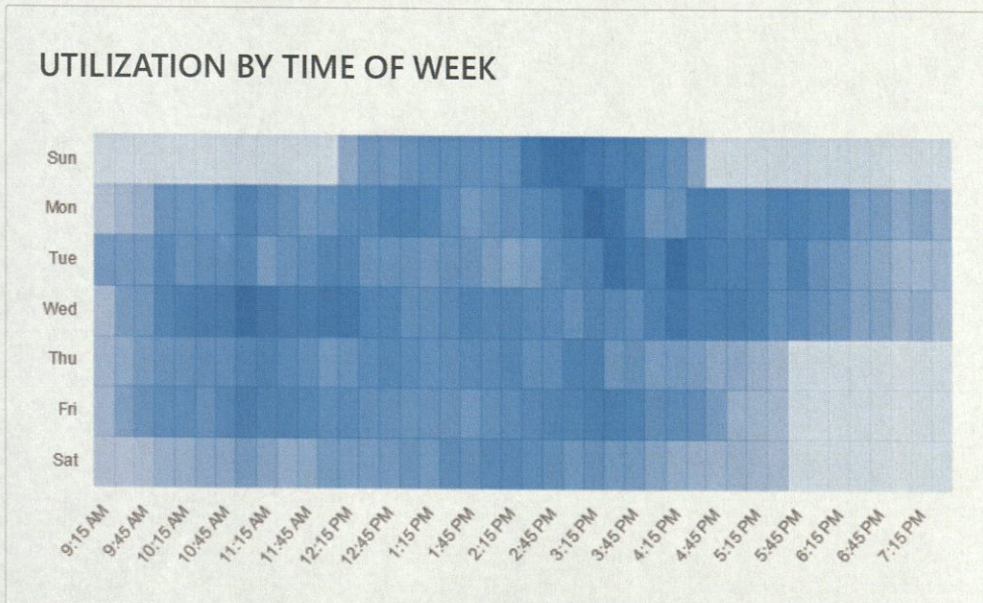 UTILIZATION BY TIME OF WEEK
Sun
Mon
Tue
Wed
Thu
Fri
Sat
9:15 AM
9:45 AM
10:15 AM
10:45 AM
11:15 AM
11:45 AM
12:15 PM
12:45 PM
1:15 PM
1:45 PM
2:15 PM
2:45 PM
3:15 PM
3:45 PM
4:15 PM
4:45 PM
5:15 PM
5:45 PM
6:15 PM
6:45 PM
7:15 PM